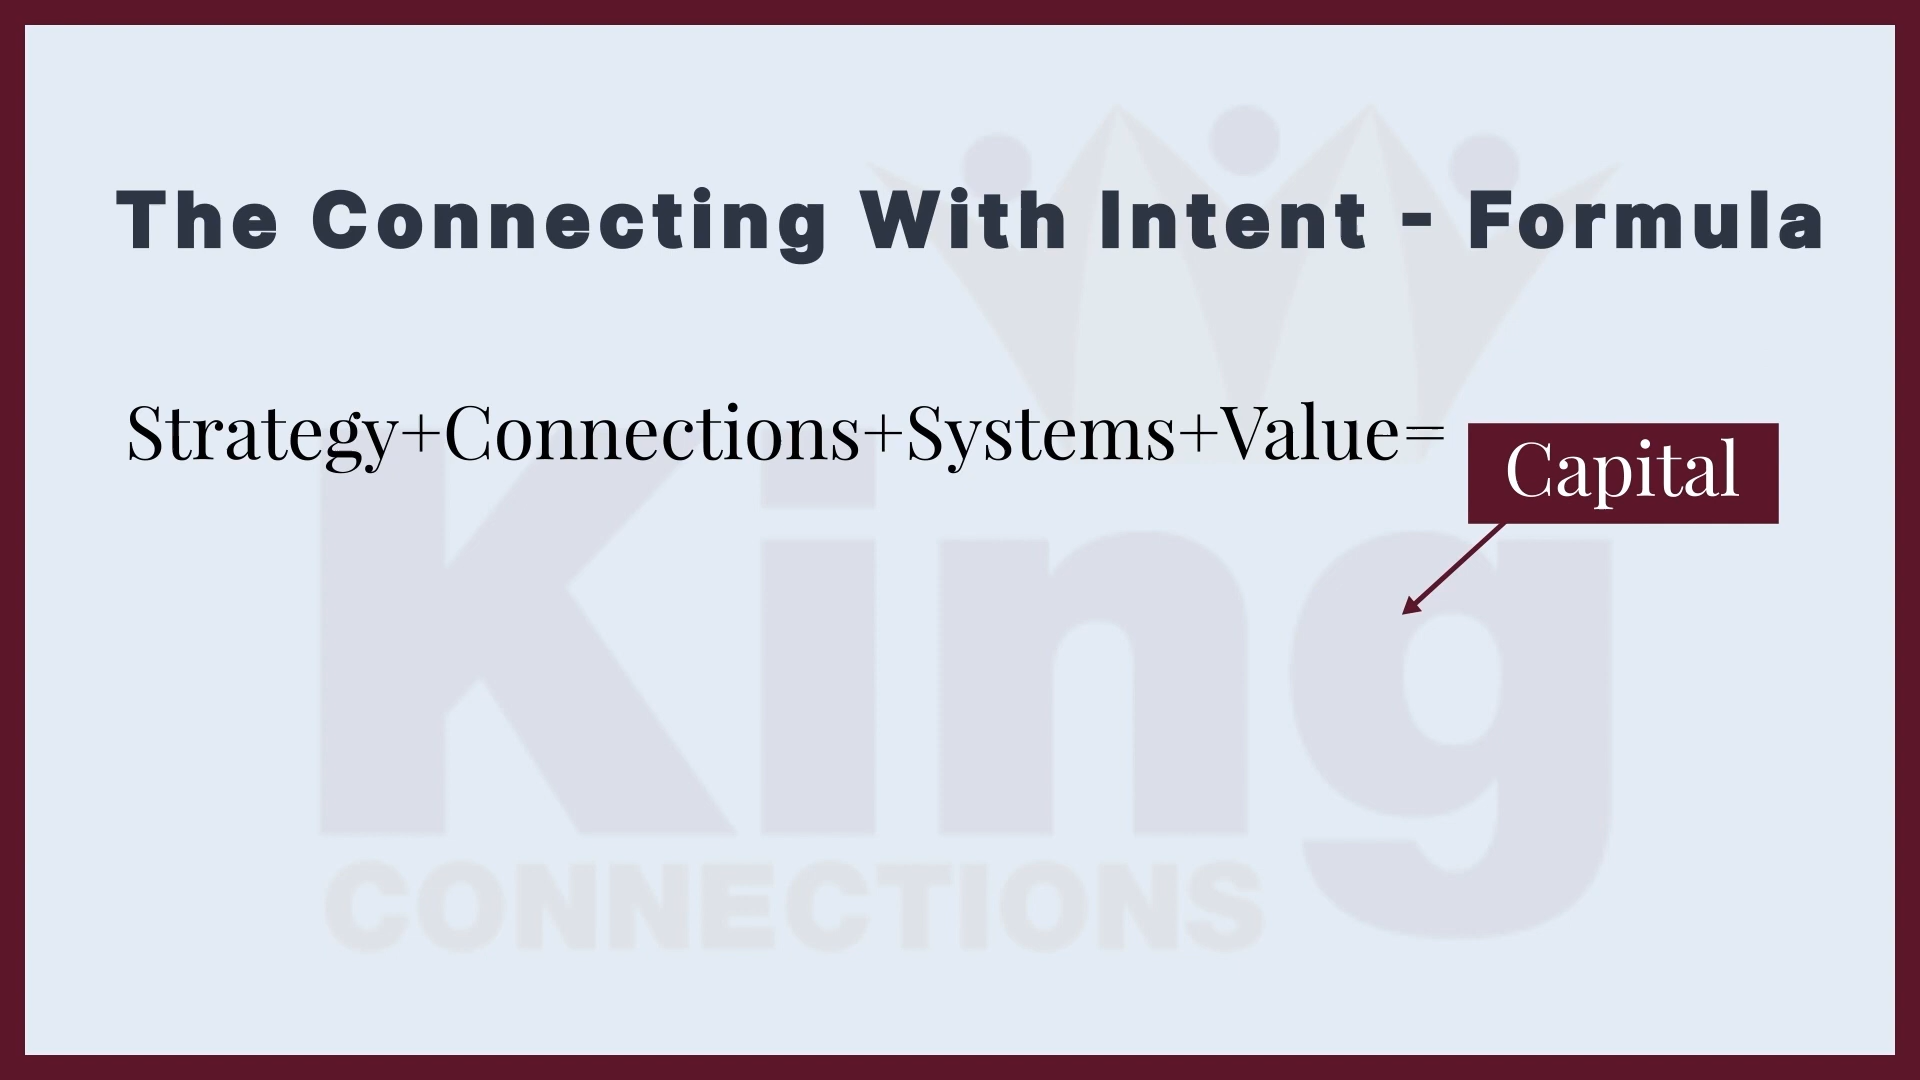 The Connecting With Intent - Formula
Strategy+Connections+Systems+Value=
Capital
King
CONNECTIONS